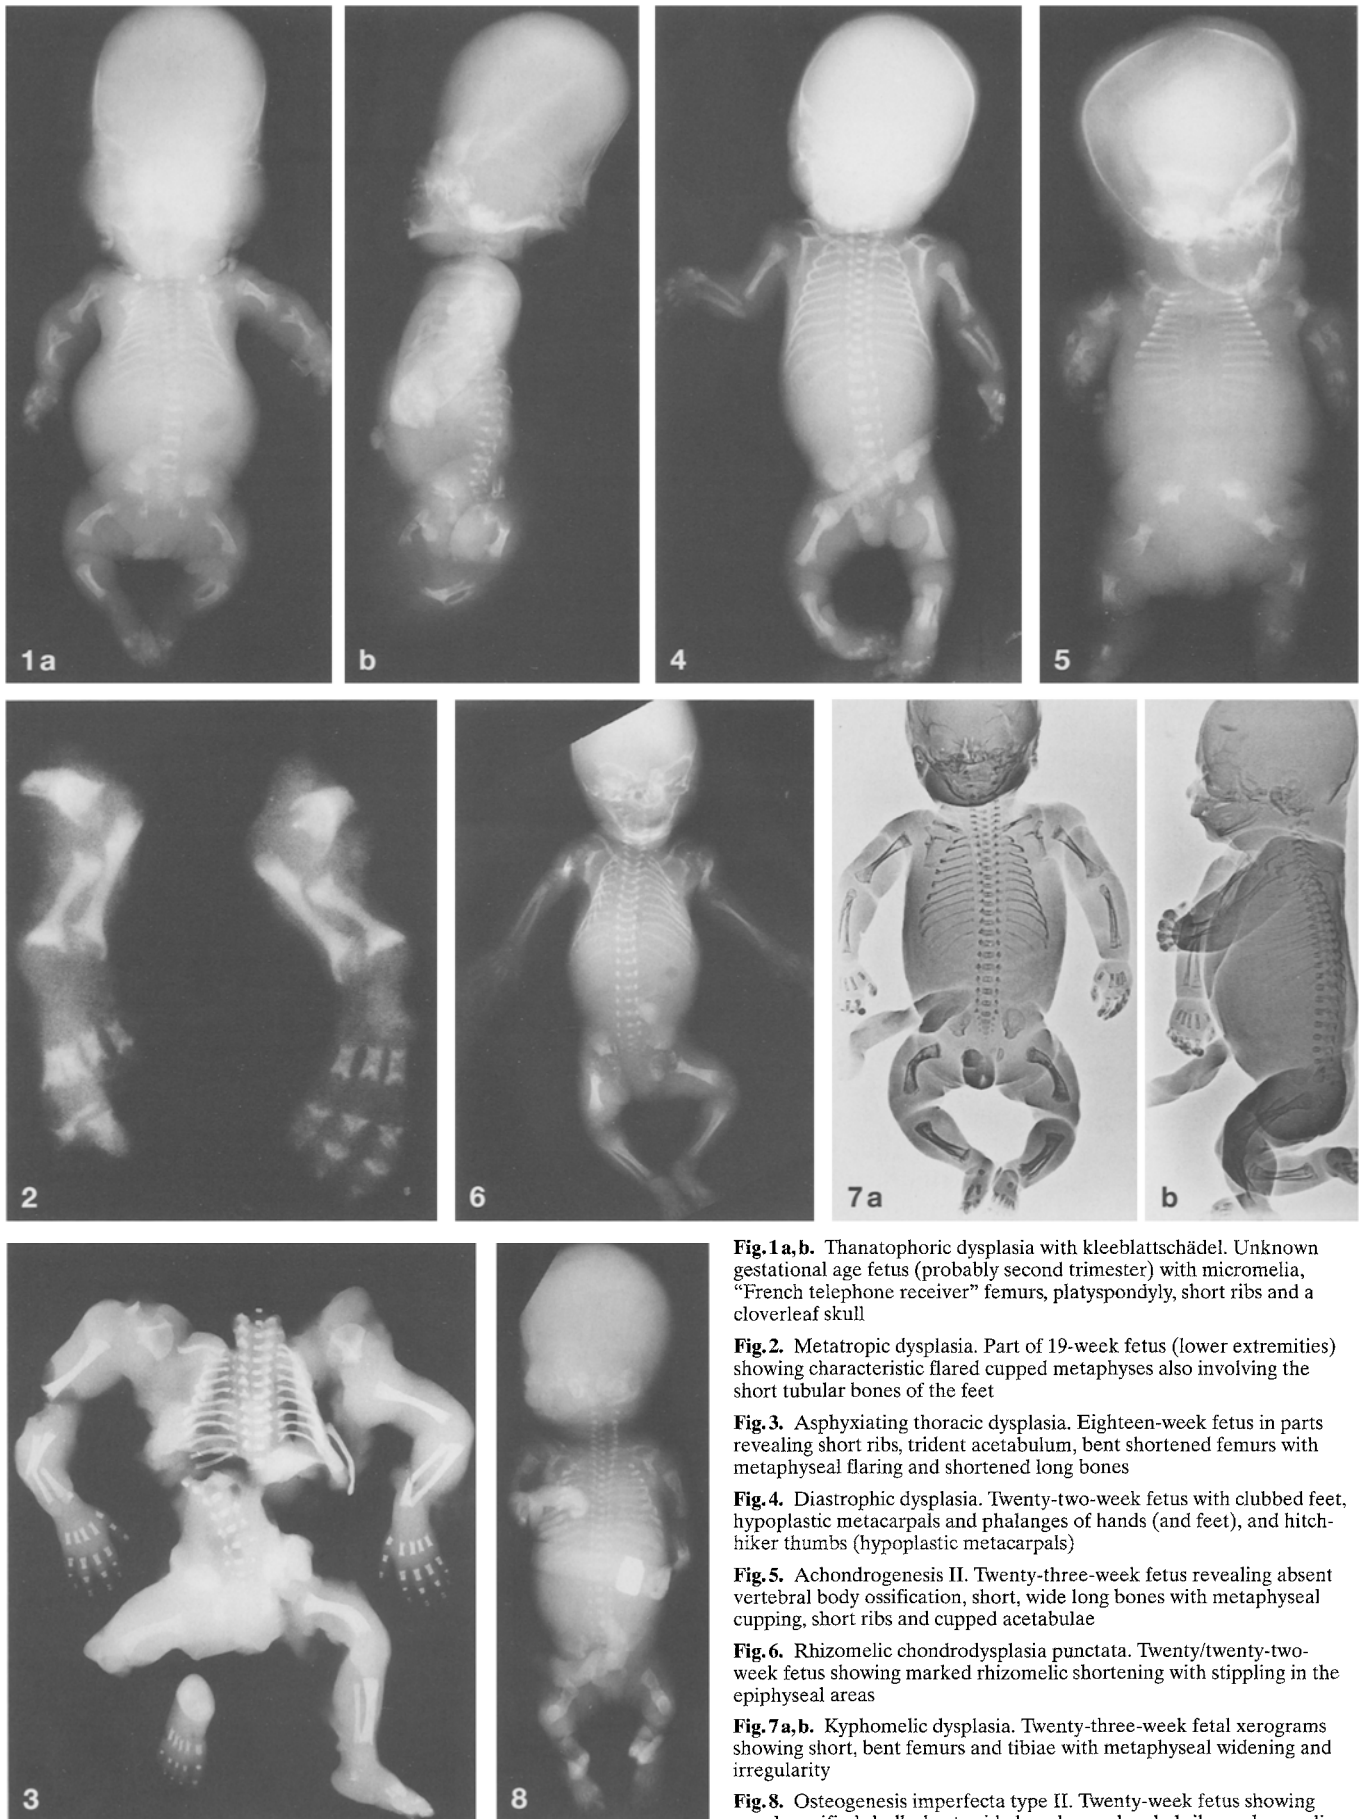 1a
b
4
5
2
6
7a
b
3
8
Fig. 1 a, b. Thanatophoric dysplasia with kleeblattschädel. Unknown
gestational age fetus (probably second trimester) with micromelia,
“French telephone receiver” femurs, platyspondyly, short ribs and a
cloverleaf skull
Fig. 2. Metatropic dysplasia. Part of 19-week fetus (lower extremities)
showing characteristic flared cupped metaphyses also involving the
short tubular bones of the feet
Fig. 3. Asphyxiating thoracic dysplasia. Eighteen-week fetus in parts
revealing short ribs, trident acetabulum, bent shortened femurs with
metaphyseal flaring and shortened long bones
Fig. 4. Diastrophic dysplasia. Twenty-two-week fetus with clubbed feet,
hypoplastic metacarpals and phalanges of hands (and feet), and hitch-
hiker thumbs (hypoplastic metacarpals)
Fig. 5. Achondrogenesis II. Twenty-three-week fetus revealing absent
vertebral body ossification, short, wide long bones with metaphyseal
cupping, short ribs and cupped acetabulae
Fig. 6. Rhizomelic chondrodysplasia punctata. Twenty/twenty-two-
week fetus showing marked rhizomelic shortening with stippling in the
epiphyseal areas
Fig. 7 a, b. Kyphomelic dysplasia. Twenty-three-week fetal xerograms
showing short, bent femurs and tibiae with metaphyseal widening and
irregularity
Fig. 8. Osteogenesis imperfecta type II. Twenty-week fetus showing